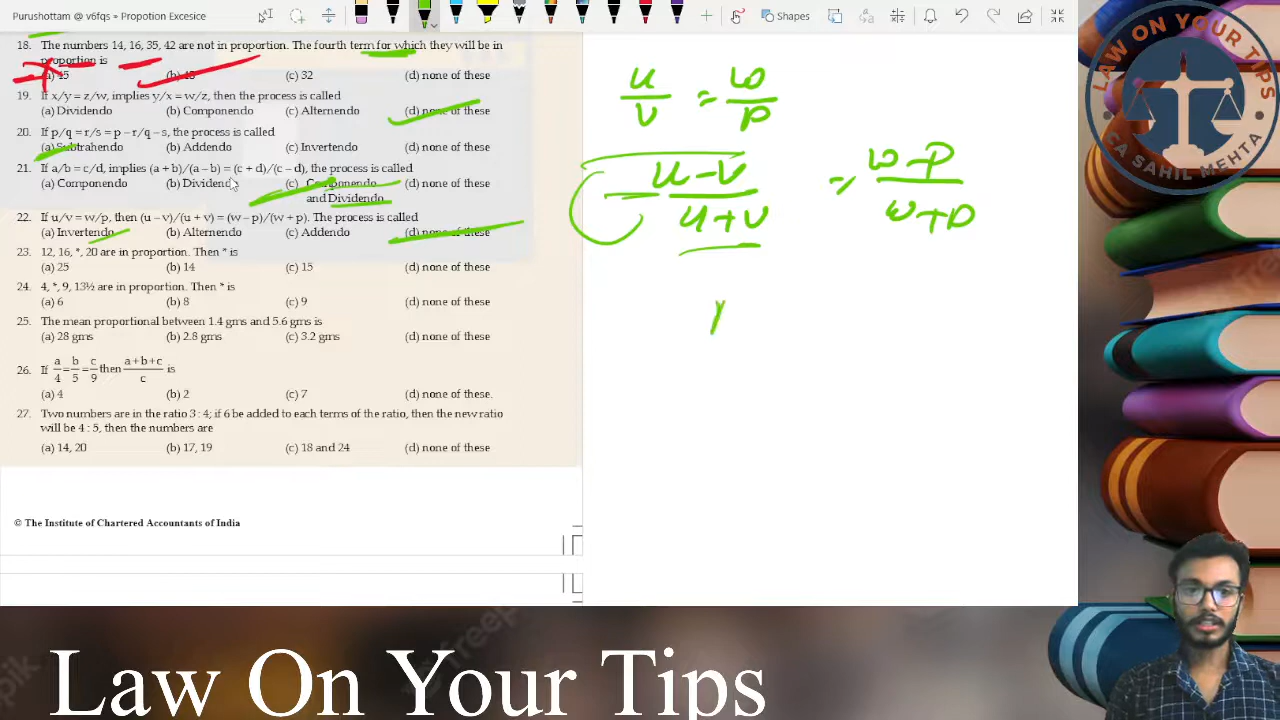 Purushottam @ v6fqs » Propotion Excesice
Shapes
18. The numbers 14, 16, 35, 42 are not in proportion. The fourth term for which they will be in
proportion is
(a) 45 (b) (c) 32 (d) none of these
19. If x/y = z/w, implies y/x = w/z, then the process is called
(a) Dividendo (b) Componendo (c) Alternendo (d) none of these
20. If p/q = r/s = p – r/q – s, the process is called
(a) Subtrahendo (b) Addendo (c) Invertendo (d) none of these
21. If a/b = c/d, implies (a + b)/(a – b) = (c + d)/(c – d), the process is called
(a) Componendo (b) Dividendo (c) Componendo (d) none of these
and Dividendo
22. If u/v = w/p, then (u – v)/(u + v) = (w – p)/(w + p). The process is called
(a) Invertendo (b) Alternendo (c) Addendo (d) none of these
23. 12, 16, *, 20 are in proportion. Then * is
(a) 25 (b) 14 (c) 15 (d) none of these
24. 4, *, 9, 13½ are in proportion. Then * is
(a) 6 (b) 8 (c) 9 (d) none of these
25. The mean proportional between 1.4 gms and 5.6 gms is
(a) 28 gms (b) 2.8 gms (c) 3.2 gms (d) none of these
26. If a/4 = b/5 = c/9 then a+b+c/c is
(a) 4 (b) 2 (c) 7 (d) none of these.
27. Two numbers are in the ratio 3 : 4; if 6 be added to each terms of the ratio, then the new ratio
will be 4 : 5, then the numbers are
(a) 14, 20 (b) 17, 19 (c) 18 and 24 (d) none of these
© The Institute of Chartered Accountants of India
u/v = w/p
u-v/u+v = w-p/w+p
LAW ON YOUR TIPS
CA SAHIL MEHTA
Law On Your Tips